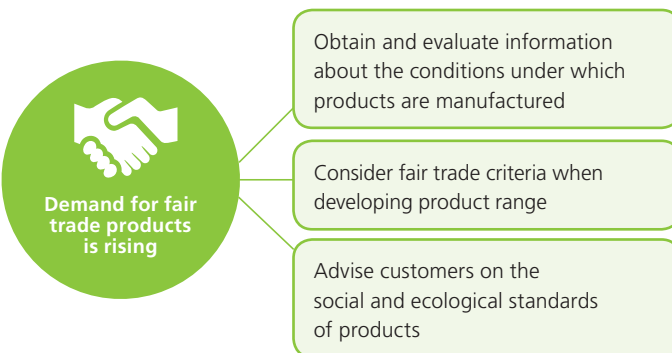 Demand for fair
trade products
is rising
Obtain and evaluate information
about the conditions under which
products are manufactured
Consider fair trade criteria when
developing product range
Advise customers on the
social and ecological standards
of products